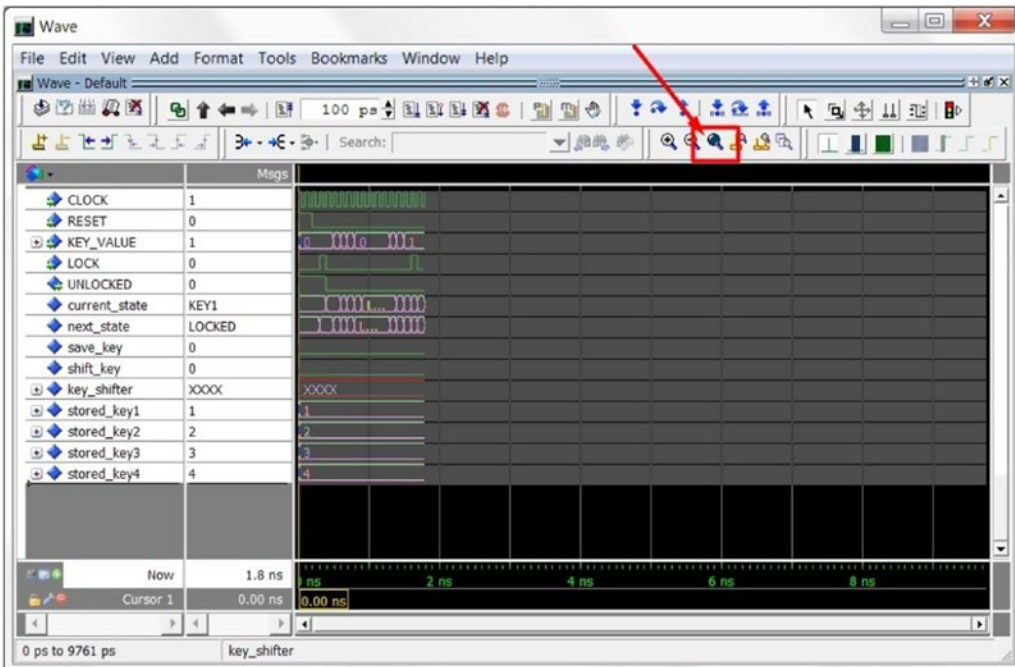 Wave
File Edit View Add Format Tools Bookmarks Window Help
Wave - Default
100 ps
Search:
Msgs
CLOCK 1
RESET 0
KEY_VALUE 1 0 0 1
LOCK 0
UNLOCKED 0
current_state KEY1 L...
next_state LOCKED L...
save_key 0
shift_key 0
key_shifter XXXX XXXX
stored_key1 1 1
stored_key2 2 2
stored_key3 3 3
stored_key4 4 4
Now 1.8 ns ns 2 ns 4 ns 6 ns 8 ns
Cursor 1 0.00 ns 0.00 ns
0 ps to 9761 ps key_shifter